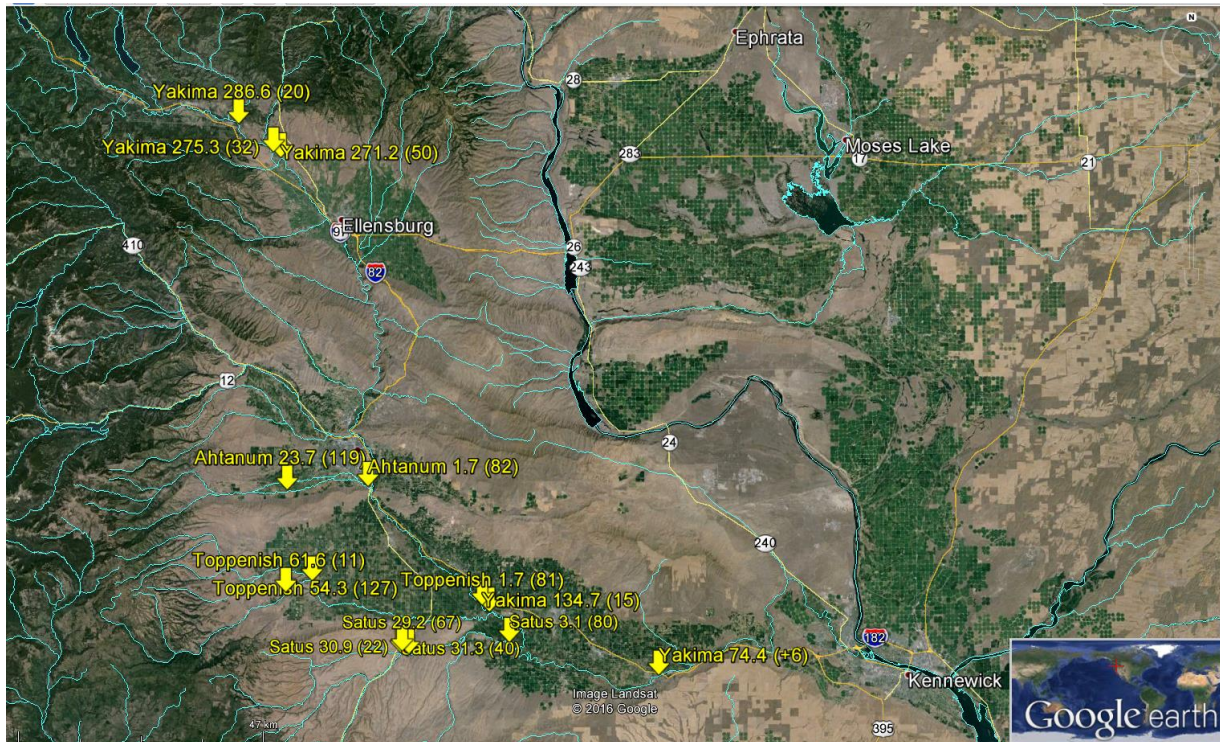 N
Ephrata
28
Yakima 286.6 (20)
Yakima 275.3 (32)
Yakima 271.2 (50)
283
Moses Lake
17
21
Ellensburg
410
26
243
82
12
24
Ahtanum 23.7 (119)
Ahtanum 1.7 (82)
240
Toppenish 61.6 (11)
Toppenish 54.3 (127)
Toppenish 1.7 (81)
Yakima 134.7 (15)
Satus 29.2 (67)
Satus 3.1 (80)
Satus 30.9 (22)
Satus 31.3 (40)
182
Yakima 74.4 (+6)
Kennewick
Image Landsat
© 2016 Google
47 km
395
Google earth